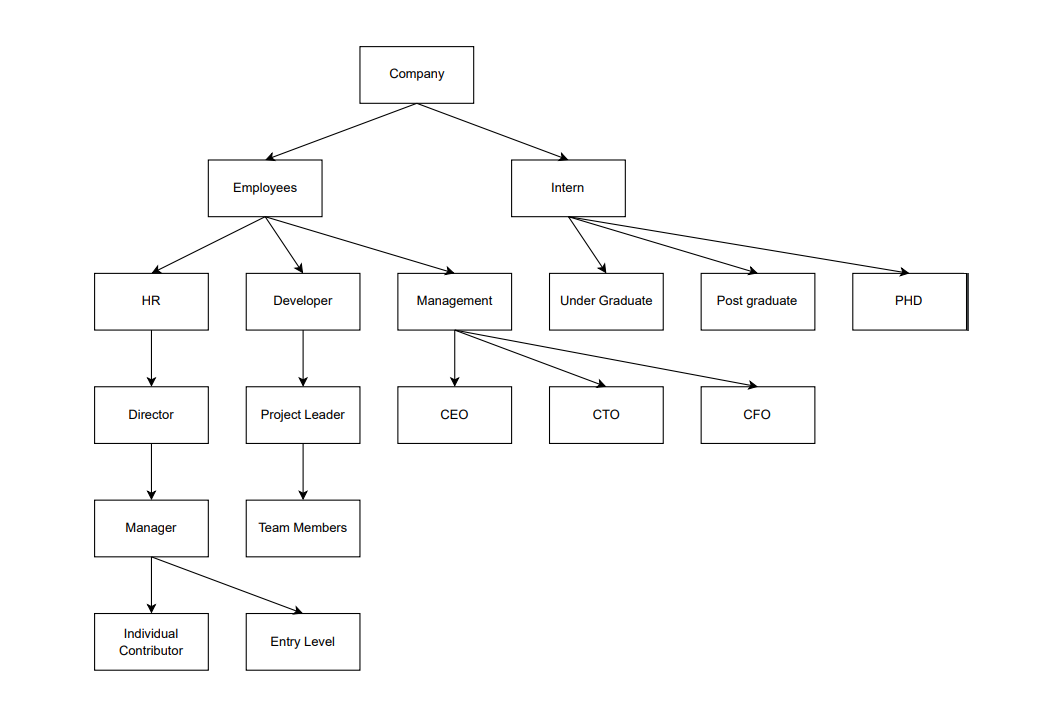 Company
Employees
Intern
HR
Developer
Management
Under Graduate
Post graduate
PHD
Director
Project Leader
CEO
CTO
CFO
Manager
Team Members
Individual
Contributor
Entry Level